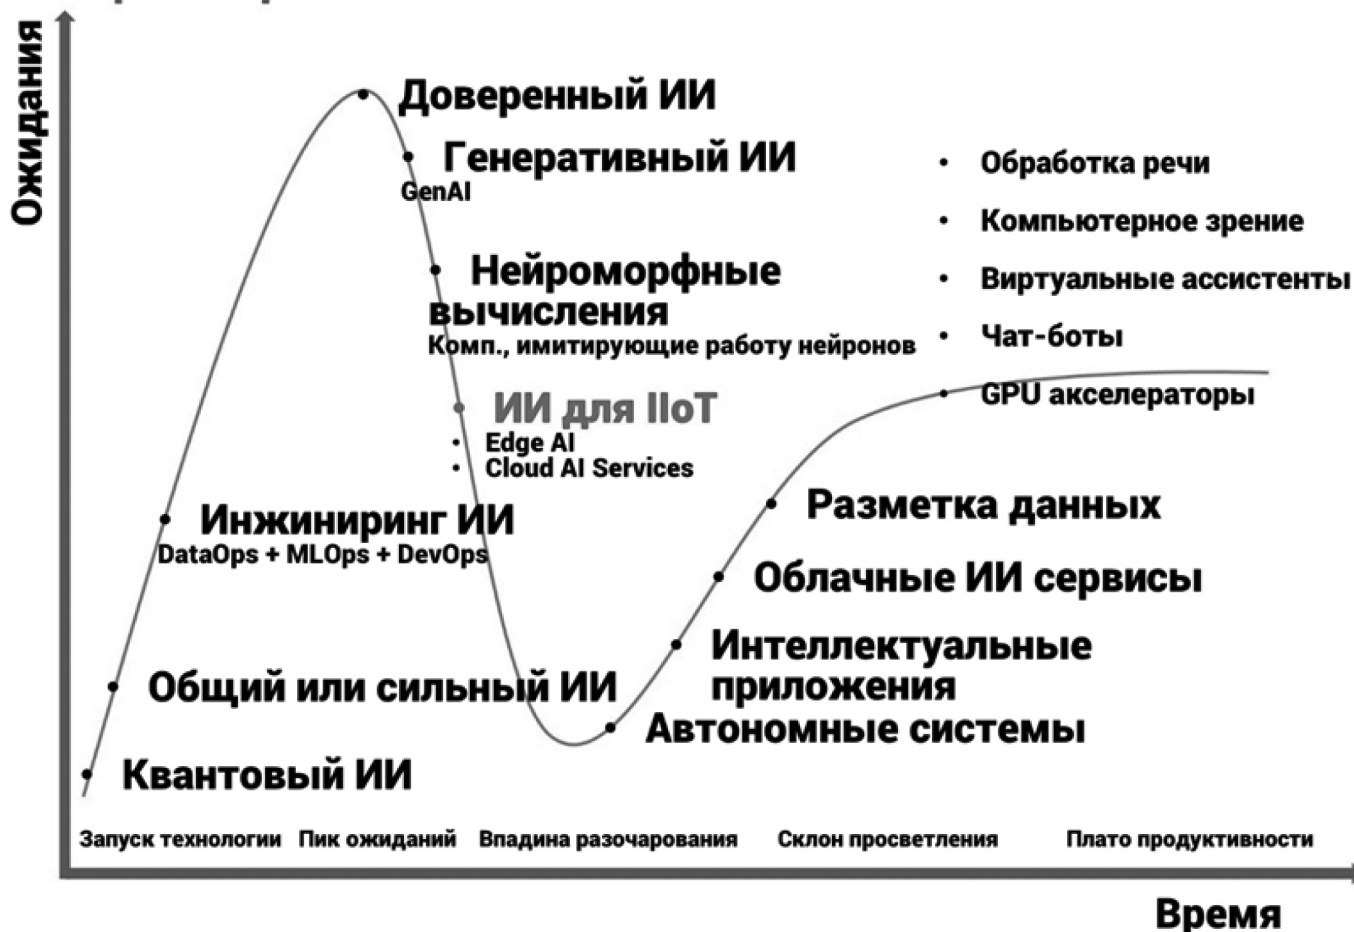 Ожидания
Доверенный ИИ
Генеративный ИИ
GenAI
Нейроморфные
вычисления
Комп., имитирующие работу нейронов
ИИ для IIoT
Edge AI
Cloud AI Services
Инжиниринг ИИ
DataOps + MLOps + DevOps
Общий или сильный ИИ
Квантовый ИИ
Обработка речи
Компьютерное зрение
Виртуальные ассистенты
Чат-боты
GPU акселераторы
Разметка данных
Облачные ИИ сервисы
Интеллектуальные
приложения
Автономные системы
Запуск технологии
Пик ожиданий
Впадина разочарования
Склон просветления
Плато продуктивности
Время